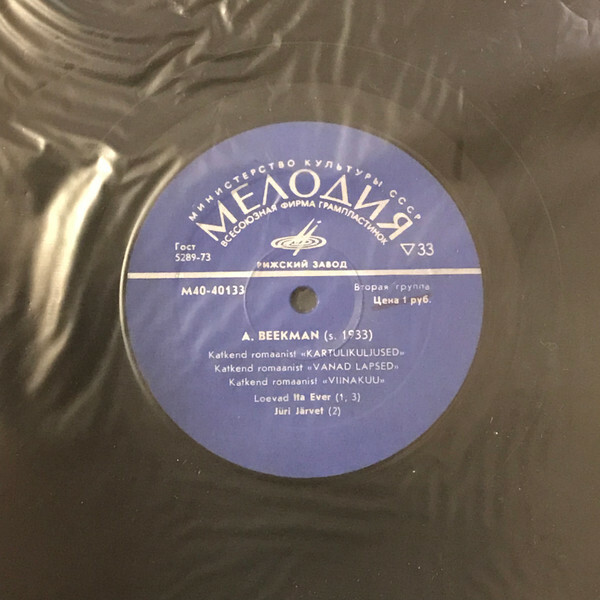 МИНИСТЕРСТВО КУЛЬТУРЫ СССР
МЕЛОДИЯ
ВСЕСОЮЗНАЯ ФИРМА ГРАМПЛАСТИНОК
Гост
5289-73
▽33
РИЖСКИЙ ЗАВОД
М40-40133
Вторая группа
Цена 1 руб.
A. BEEKMAN (s. 1933)
Katkend romaanist «KARTULIKULJUSED»
Katkend romaanist «VANAD LAPSED»
Katkend romaanist «VIINAKUU»
Loevad Ita Ever (1, 3)
Jüri Järvet (2)